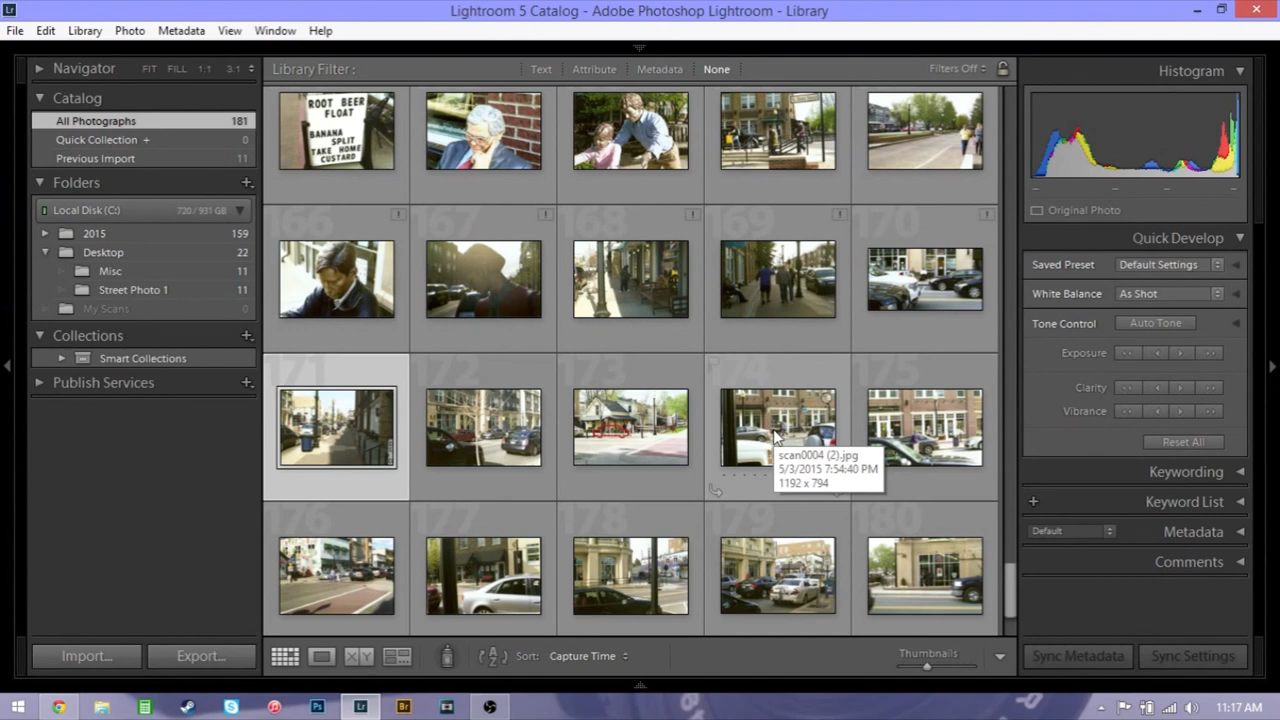 Lr Lightroom 5 Catalog - Adobe Photoshop Lightroom - Library
File Edit Library Photo Metadata View Window Help
Navigator FIT FILL 1:1 3:1
Catalog
All Photographs 181
Quick Collection + 0
Previous Import 11
Folders
Local Disk (C:) 720 / 931 GB
2015 159
Desktop 22
Misc 11
Street Photo 1 11
My Scans 0
Collections
Smart Collections
Publish Services
Import... Export...
Library Filter : Text Attribute Metadata None Filters Off
ROOT BEER
FLOAT
BANANA
SPLIT
TAKE HOME
CUSTARD
166 167 168 169 170
171 172 173 174 175
scan0004 (2).jpg
5/3/2015 7:54:40 PM
1192 x 794
176 177 178 179 180
Sort: Capture Time Thumbnails
Histogram
Original Photo
Quick Develop
Saved Preset Default Settings
White Balance As Shot
Tone Control Auto Tone
Exposure
Clarity
Vibrance
Reset All
Keywording
Keyword List
Default Metadata
Comments
Sync Metadata Sync Settings
Ps Lr Br 11:17 AM